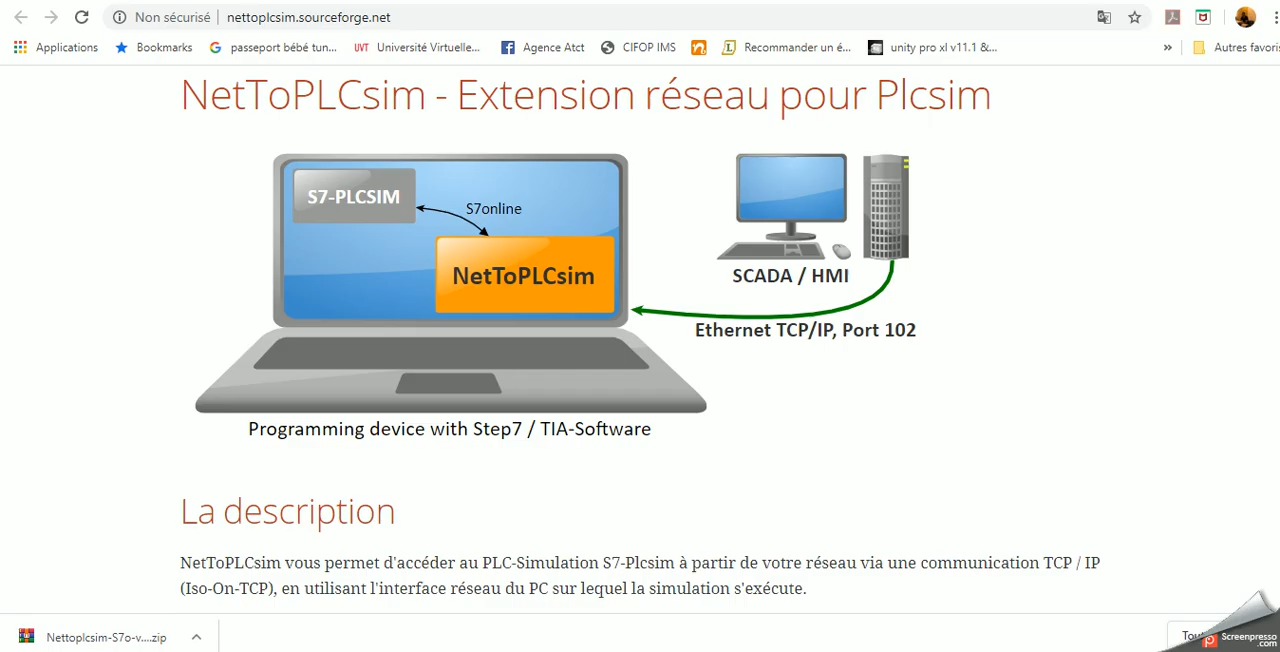 Non sécurisé | nettoplcsim.sourceforge.net
Applications Bookmarks passeport bébé tun... UVT Université Virtuelle... Agence Atct CIFOP IMS Recommander un é... unity pro xl v11.1 &... » Autres favoris
NetToPLCsim - Extension réseau pour Plcsim
S7-PLCSIM
S7online
NetToPLCsim
SCADA / HMI
Ethernet TCP/IP, Port 102
Programming device with Step7 / TIA-Software
La description
NetToPLCsim vous permet d'accéder au PLC-Simulation S7-Plcsim à partir de votre réseau via une communication TCP / IP
(Iso-On-TCP), en utilisant l'interface réseau du PC sur lequel la simulation s'exécute.
Nettoplcsim-S7o-v....zip
Screenpresso
.com